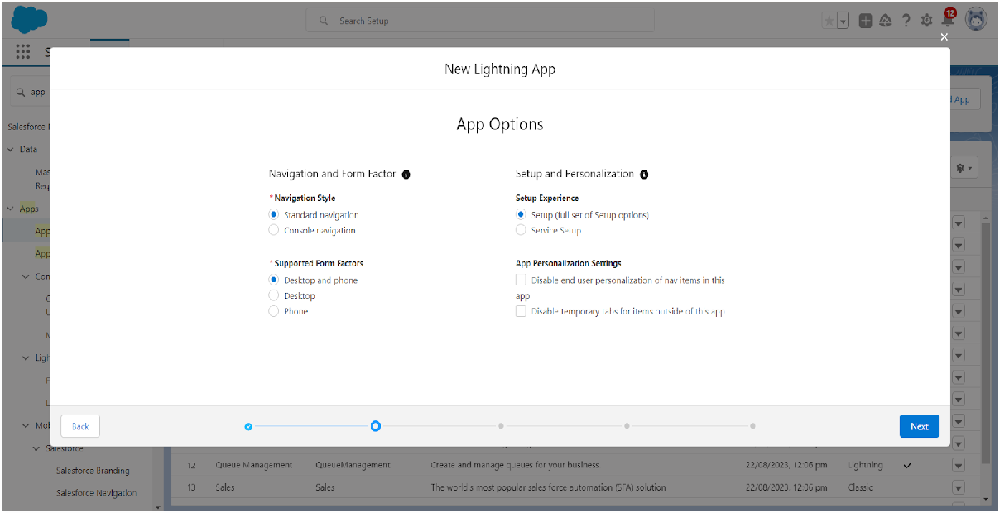 Search Setup
12
S
app
d App
New Lightning App
App Options
Salesforce
Data
Mas
Req
Apps
App
App
Con
Ligh
Mob
Salesforce
Salesforce Branding
Salesforce Navigation
Navigation and Form Factor
* Navigation Style
Standard navigation
Console navigation
* Supported Form Factors
Desktop and phone
Desktop
Phone
Setup and Personalization
Setup Experience
Setup (full set of Setup options)
Service Setup
App Personalization Settings
Disable end user personalization of nav items in this
app
Disable temporary tabs for items outside of this app
Back
Next
12 Queue Management QueueManagement Create and manage queues for your business. 22/08/2023, 12:06 pm Lightning
13 Sales Sales The world's most popular sales force automation (SFA) solution 22/08/2023, 12:06 pm Classic